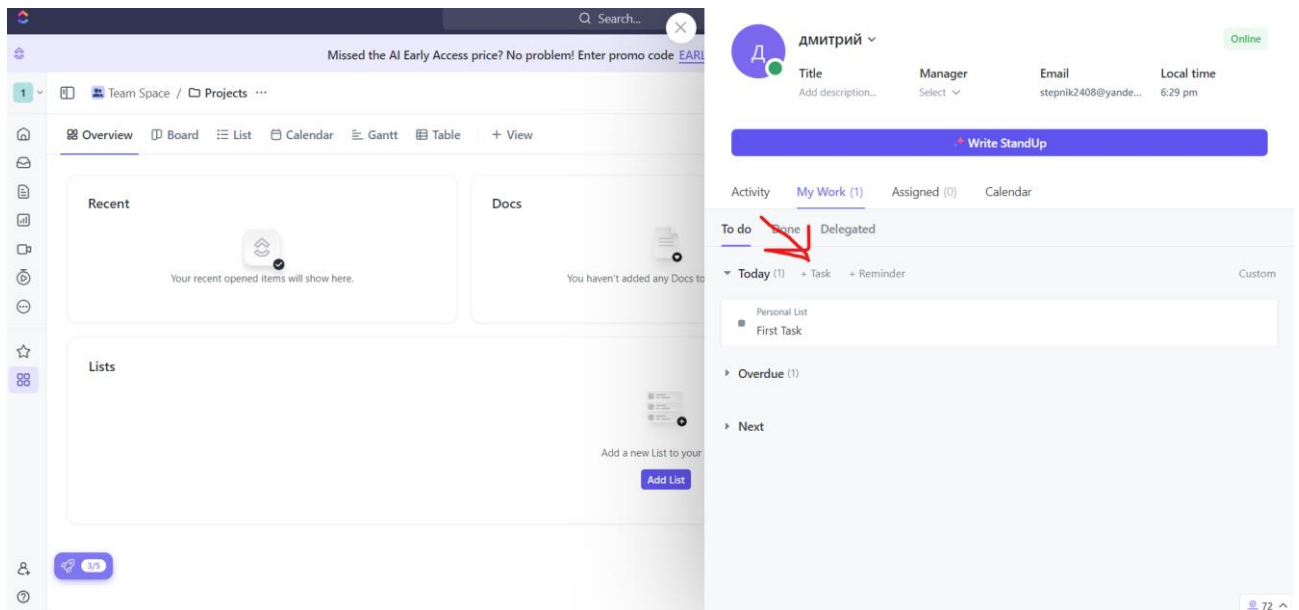 Search...
Missed the AI Early Access price? No problem! Enter promo code EARL
1
Team Space / Projects ...
Overview Board List Calendar Gantt Table + View
Recent
Your recent opened items will show here.
Docs
You haven't added any Docs to
Lists
Add a new List to your
Add List
3/5
Д
дмитрий
Online
Title Manager Email Local time
Add description... Select stepnik2408@yande... 6:29 pm
Write StandUp
Activity My Work (1) Assigned (0) Calendar
To do Done Delegated
Today (1) + Task + Reminder Custom
Personal List
First Task
Overdue (1)
Next
72